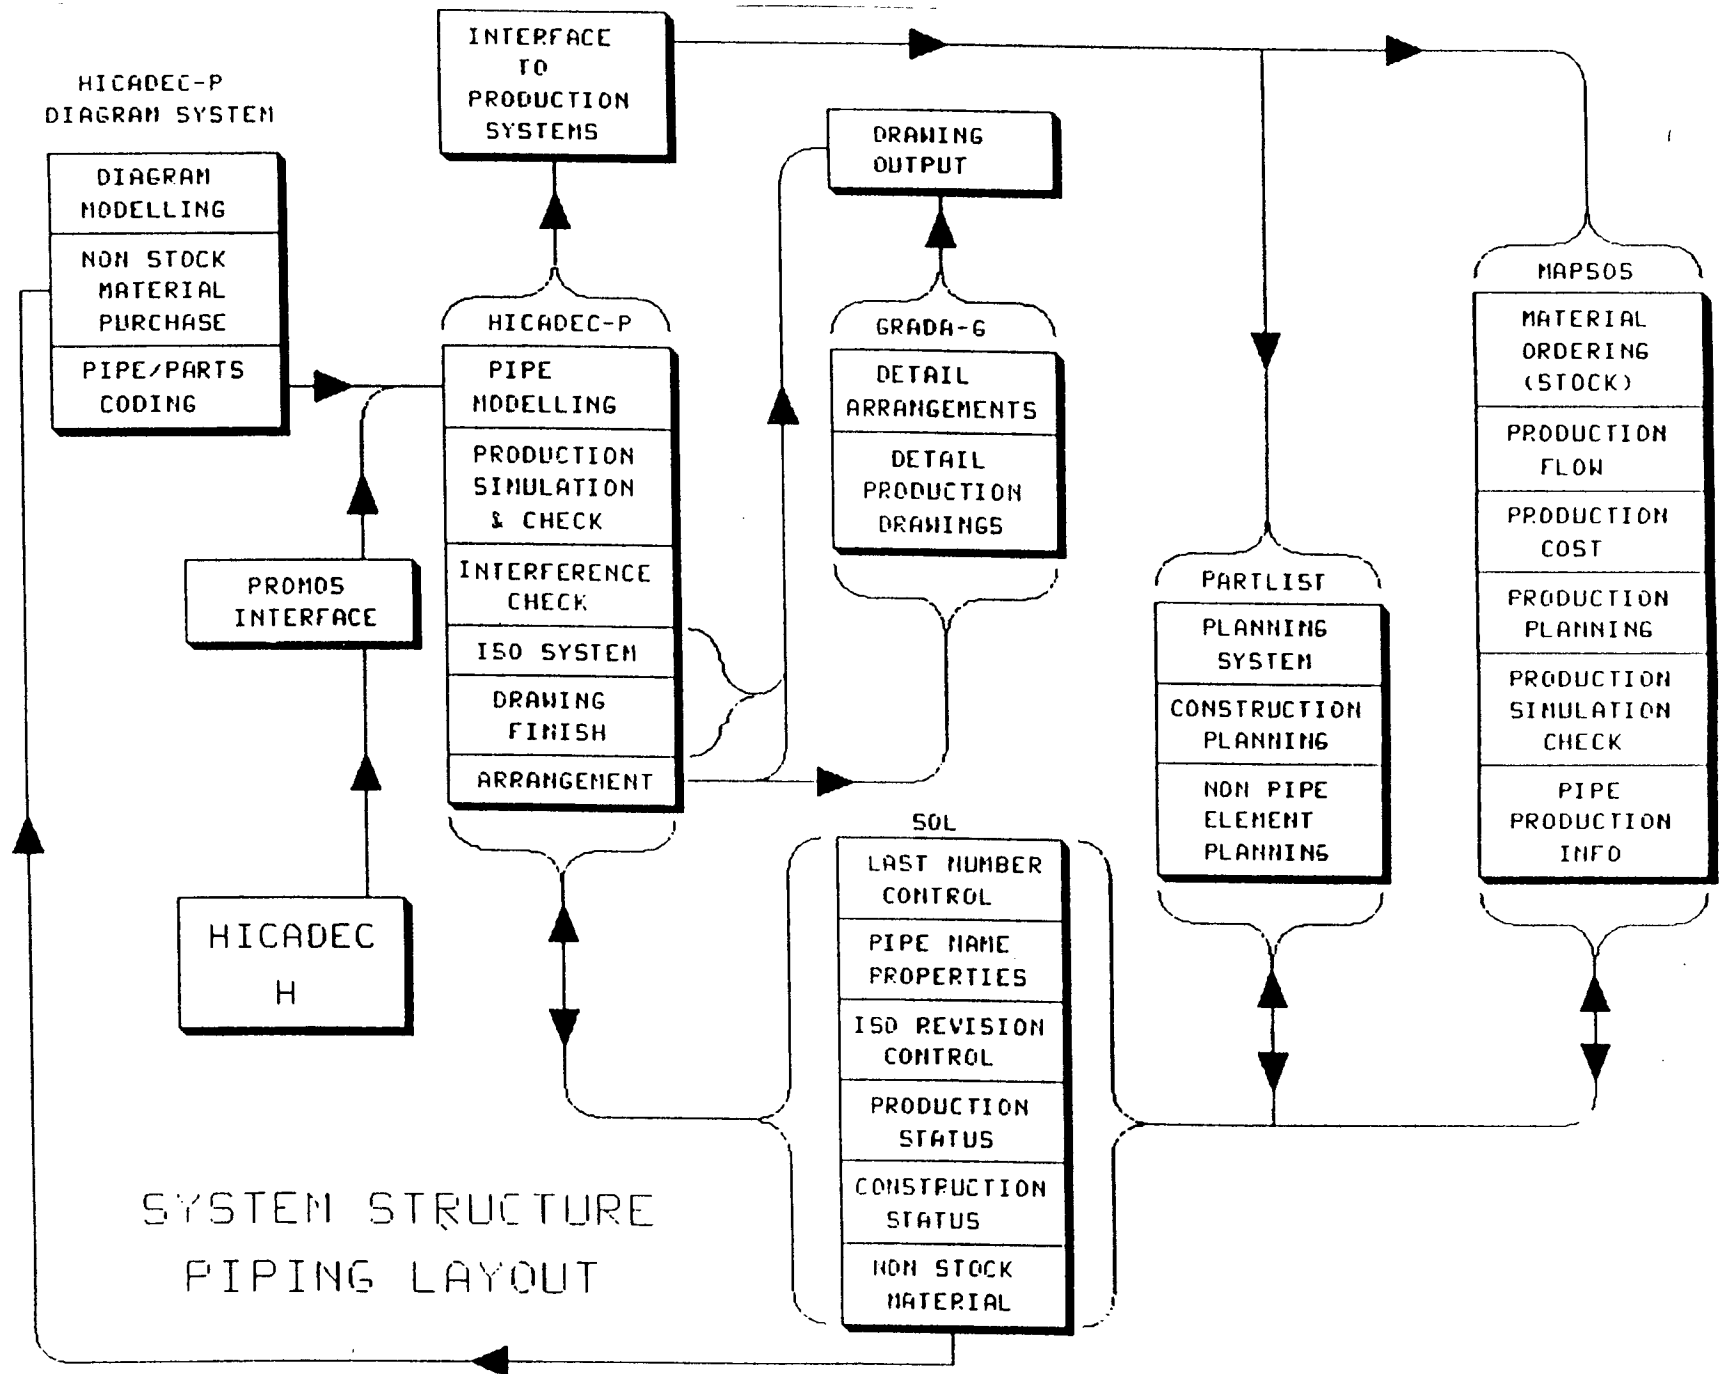 INTERFACE
TO
PRODUCTION
SYSTEMS
HICADEC-P
DIAGRAM SYSTEM
DIAGRAM
MODELLING
NON STOCK
MATERIAL
PURCHASE
PIPE/PARTS
CODING
DRAWING
OUTPUT
HICADEC-P
PIPE
MODELLING
PRODUCTION
SIMULATION
& CHECK
INTERFERENCE
CHECK
ISO SYSTEM
DRAWING
FINISH
ARRANGEMENT
GRADA-G
DETAIL
ARRANGEMENTS
DETAIL
PRODUCTION
DRAWINGS
PROMOS
INTERFACE
HICADEC
H
PARTLIST
PLANNING
SYSTEM
CONSTRUCTION
PLANNING
NON PIPE
ELEMENT
PLANNING
MAPSOS
MATERIAL
ORDERING
(STOCK)
PRODUCTION
FLOW
PRODUCTION
COST
PRODUCTION
PLANNING
PRODUCTION
SIMULATION
CHECK
PIPE
PRODUCTION
INFO
SOL
LAST NUMBER
CONTROL
PIPE NAME
PROPERTIES
ISO REVISION
CONTROL
PRODUCTION
STATUS
CONSTRUCTION
STATUS
NON STOCK
MATERIAL
SYSTEM STRUCTURE
PIPING LAYOUT